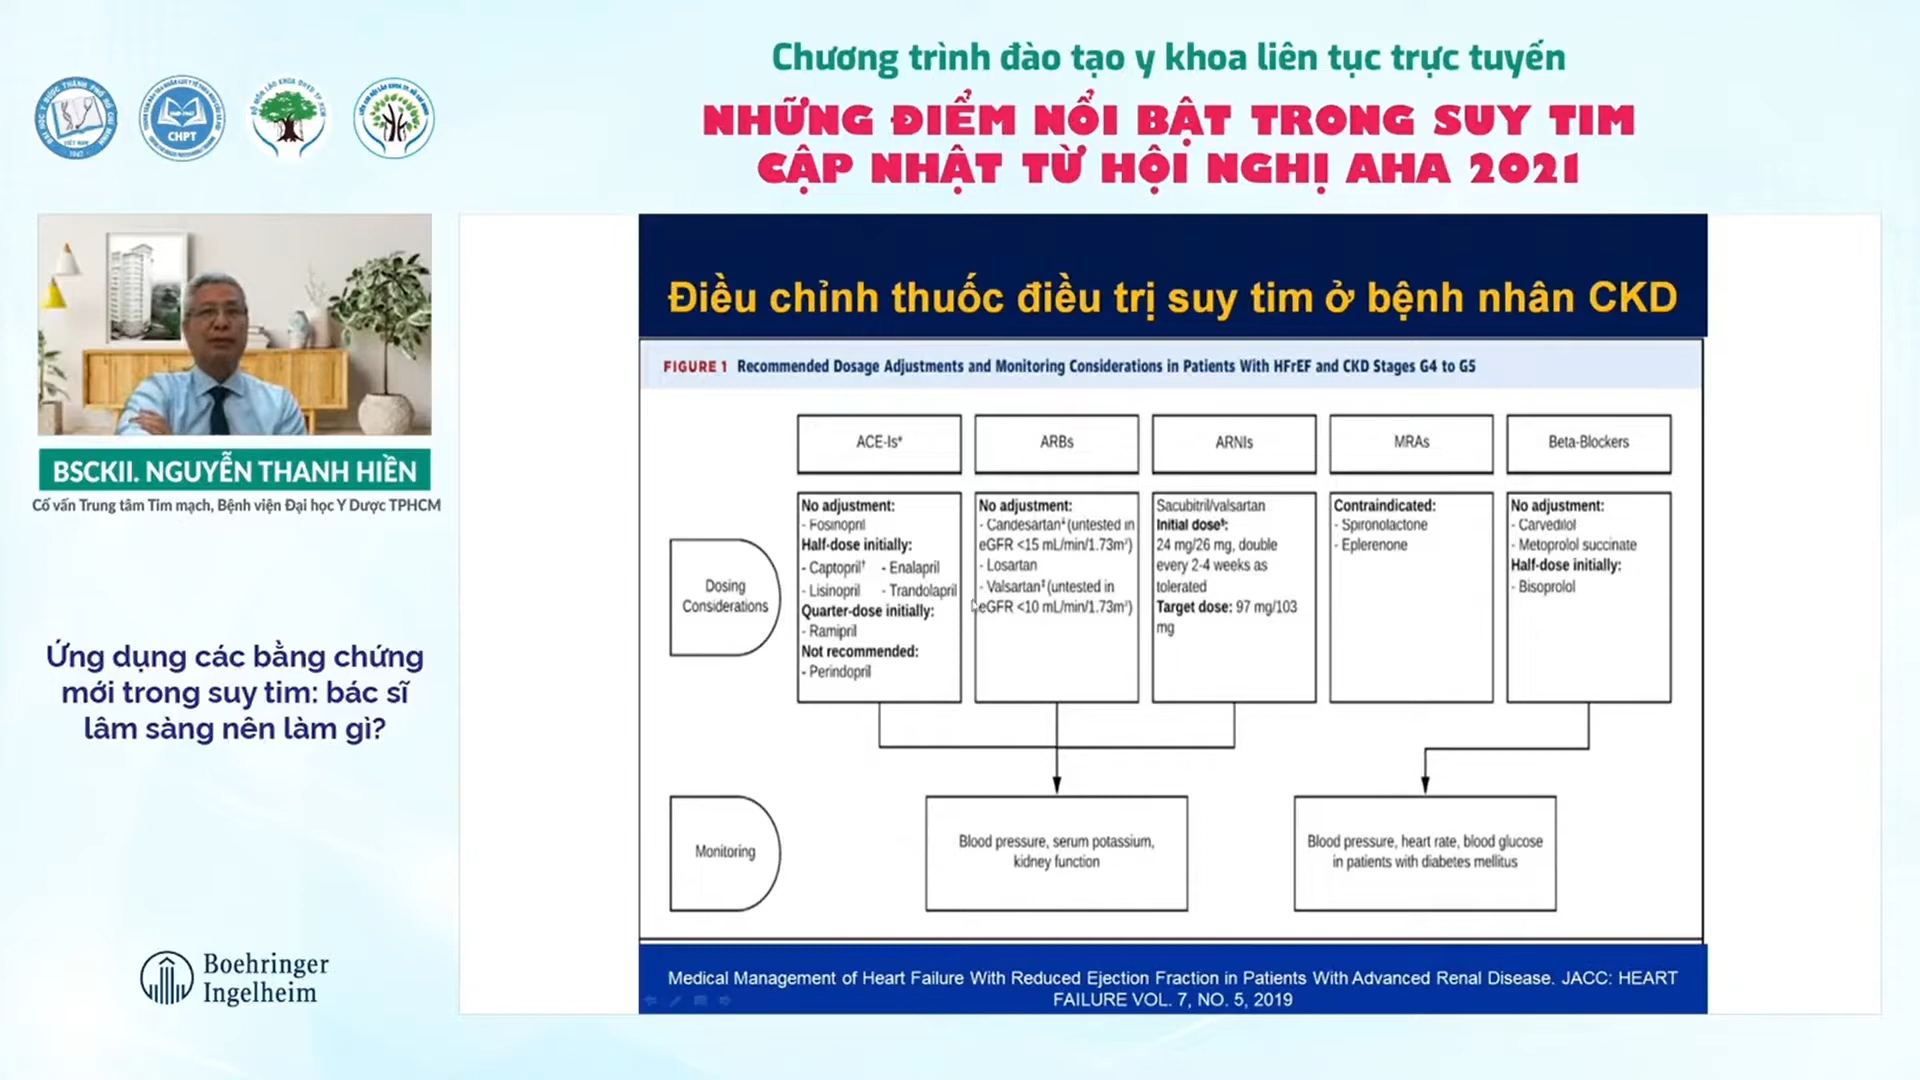 Chương trình đào tạo y khoa liên tục trực tuyến
NHỮNG ĐIỂM NỔI BẬT TRONG SUY TIM
CẬP NHẬT TỪ HỘI NGHỊ AHA 2021
CHPT
BSCKII. NGUYỄN THANH HIỀN
Cố vấn Trung tâm Tim mạch, Bệnh viện Đại học Y Dược TPHCM
Ứng dụng các bằng chứng
mới trong suy tim: bác sĩ
lâm sàng nên làm gì?
Boehringer
Ingelheim
Điều chỉnh thuốc điều trị suy tim ở bệnh nhân CKD
FIGURE 1 Recommended Dosage Adjustments and Monitoring Considerations in Patients With HFrEF and CKD Stages G4 to G5
Dosing
Considerations
ACE-Is*
No adjustment:
- Fosinopril
Half-dose initially:
- Captopril† - Enalapril
- Lisinopril - Trandolapril
Quarter-dose initially:
- Ramipril
Not recommended:
- Perindopril
ARBs
No adjustment:
- Candesartan‡ (untested in
eGFR <15 mL/min/1.73m²)
- Losartan
- Valsartan‡ (untested in
eGFR <10 mL/min/1.73m²)
ARNIs
Sacubitril/valsartan
Initial dose§:
24 mg/26 mg, double
every 2-4 weeks as
tolerated
Target dose: 97 mg/103
mg
MRAs
Contraindicated:
- Spironolactone
- Eplerenone
Beta-Blockers
No adjustment:
- Carvedilol
- Metoprolol succinate
Half-dose initially:
- Bisoprolol
Monitoring
Blood pressure, serum potassium,
kidney function
Blood pressure, heart rate, blood glucose
in patients with diabetes mellitus
Medical Management of Heart Failure With Reduced Ejection Fraction in Patients With Advanced Renal Disease. JACC: HEART
FAILURE VOL. 7, NO. 5, 2019